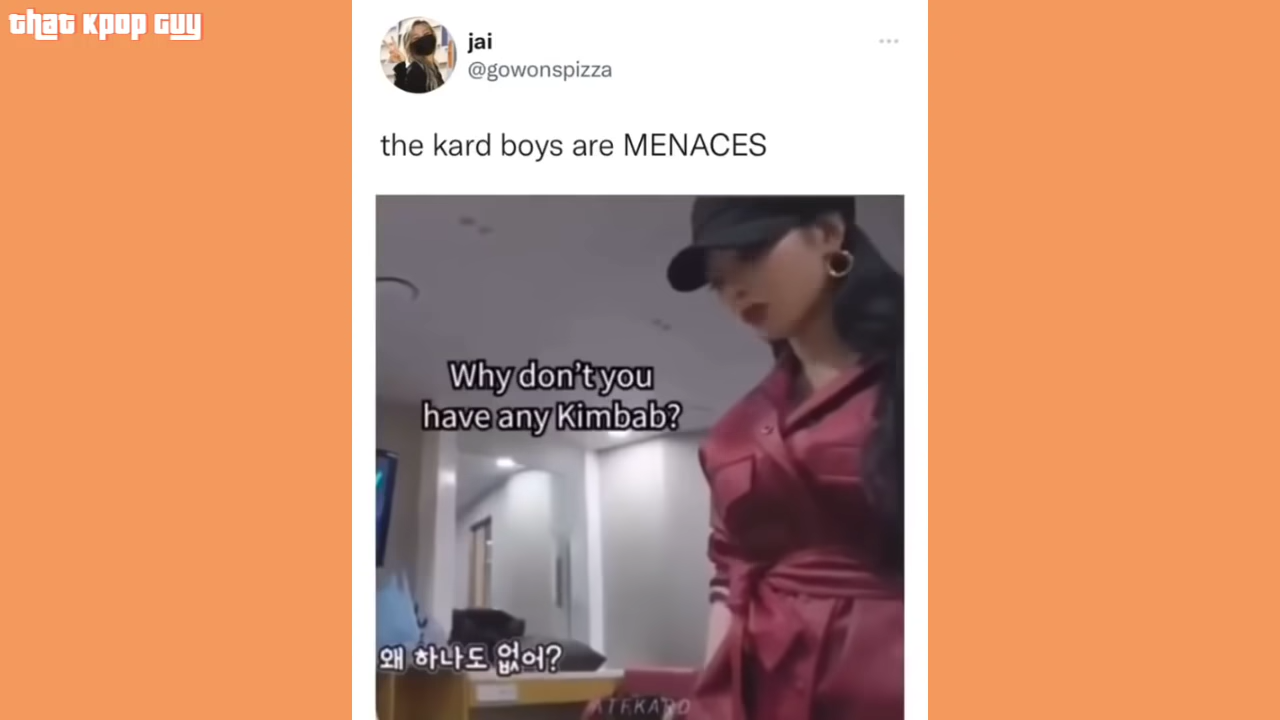 that kpop guy
jai
@gowonspizza
the kard boys are MENACES
Why don't you
have any Kimbab?
왜 하나도 없어?
ATEKARD